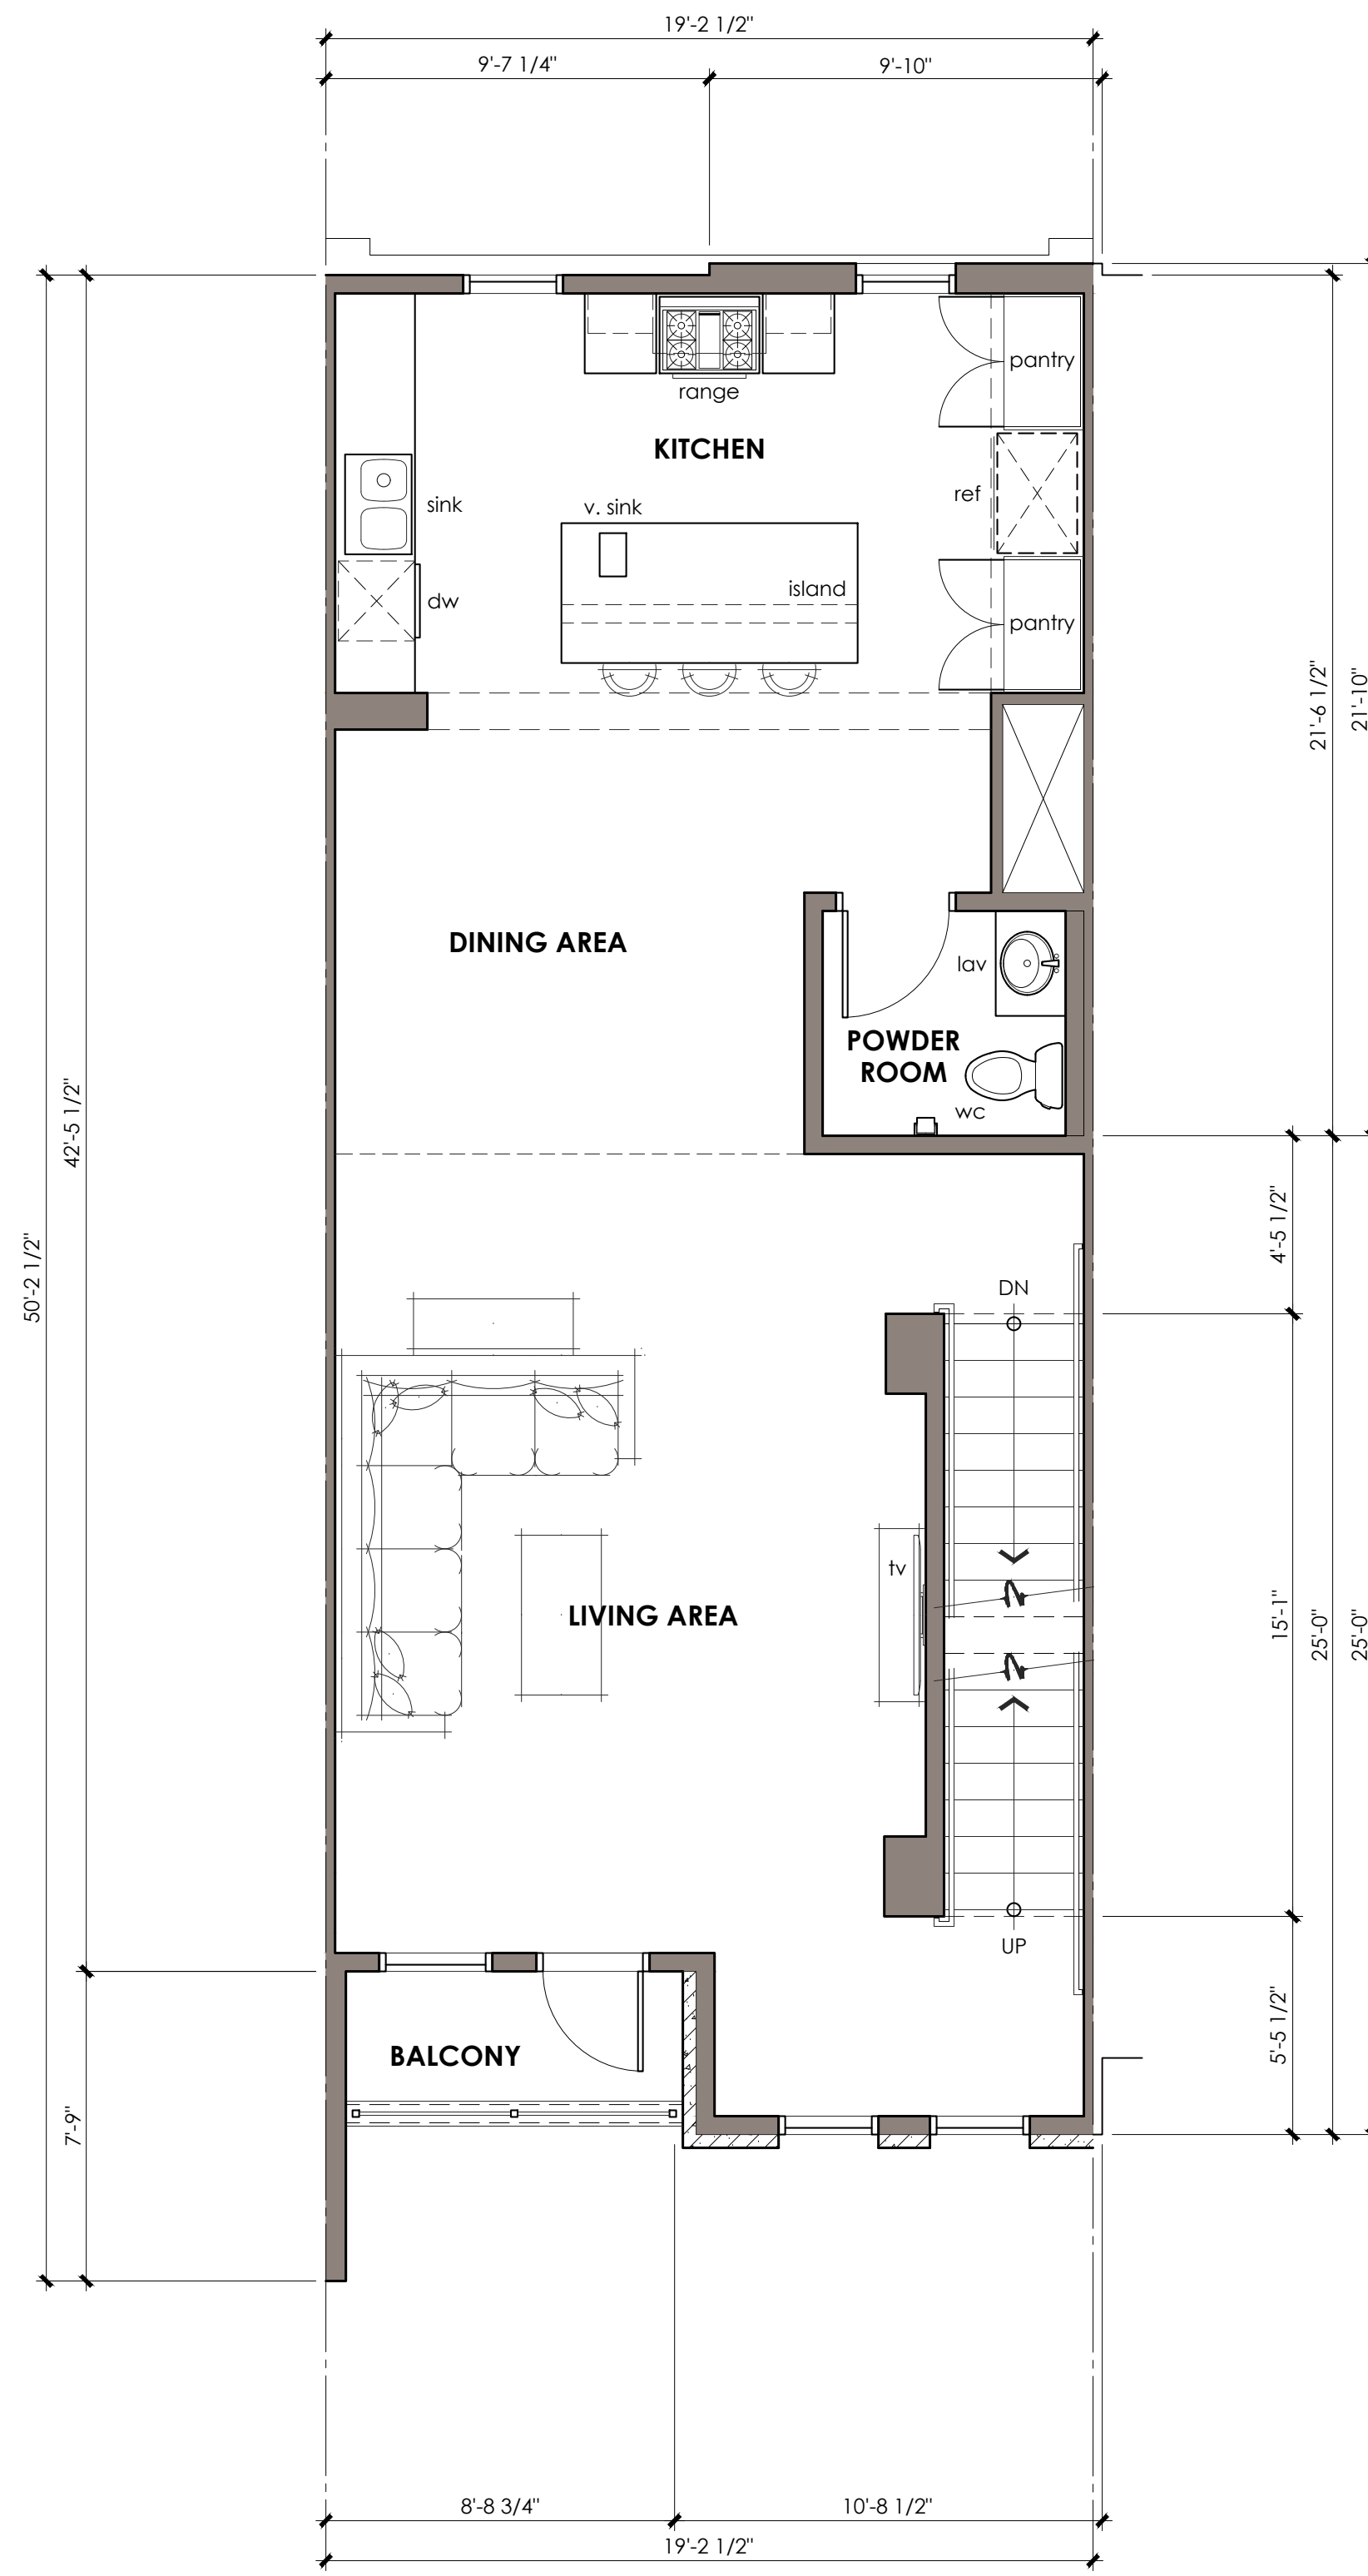 19'-2 1/2"
9'-7 1/4"
9'-10"
pantry
range
KITCHEN
ref
sink
v. sink
island
dw
pantry
21'-6 1/2"
21'-10"
DINING AREA
lav
POWDER
ROOM
wc
42'-5 1/2"
50'-2 1/2"
4'-5 1/2"
DN
tv
LIVING AREA
15'-1"
25'-0"
25'-0"
UP
BALCONY
5'-5 1/2"
7'-9"
8'-8 3/4"
10'-8 1/2"
19'-2 1/2"